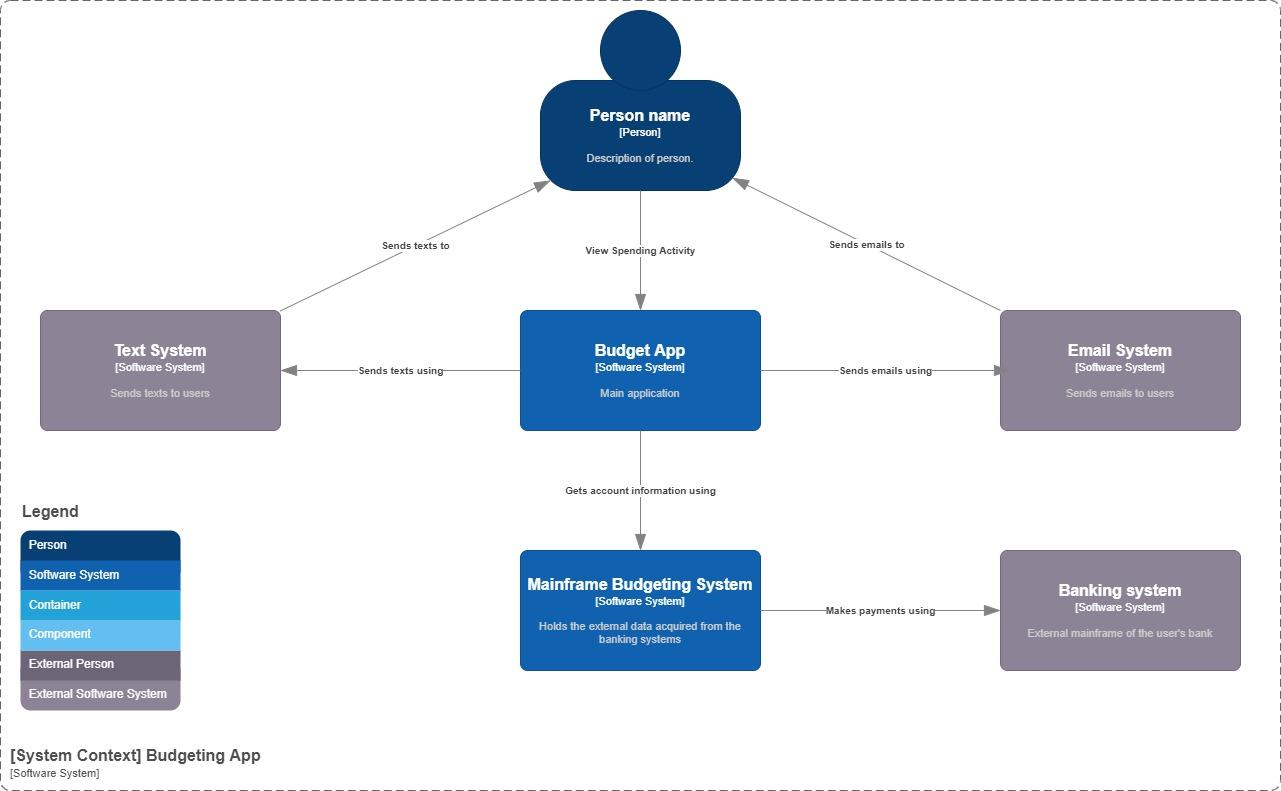 Person name
[Person]
Description of person.
Sends texts to
View Spending Activity
Sends emails to
Text System
[Software System]
Sends texts to users
Sends texts using
Budget App
[Software System]
Main application
Sends emails using
Email System
[Software System]
Sends emails to users
Gets account information using
Legend
Person
Software System
Container
Component
External Person
External Software System
Mainframe Budgeting System
[Software System]
Holds the external data acquired from the
banking systems
Makes payments using
Banking system
[Software System]
External mainframe of the user's bank
[System Context] Budgeting App
[Software System]